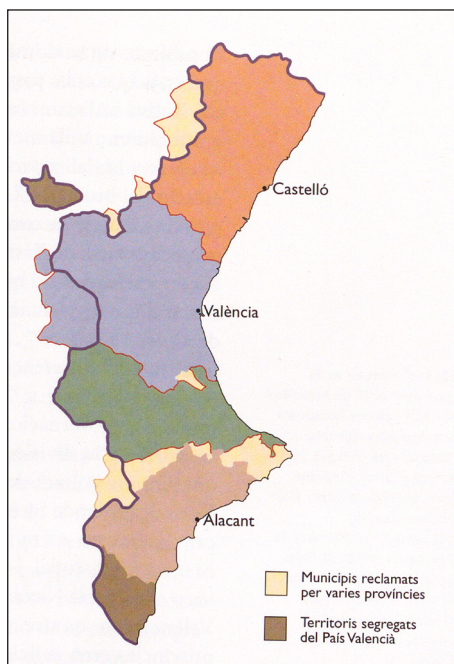 Castelló
València
Alacant
Municipis reclamats
per varies províncies
Territoris segregats
del País Valencià